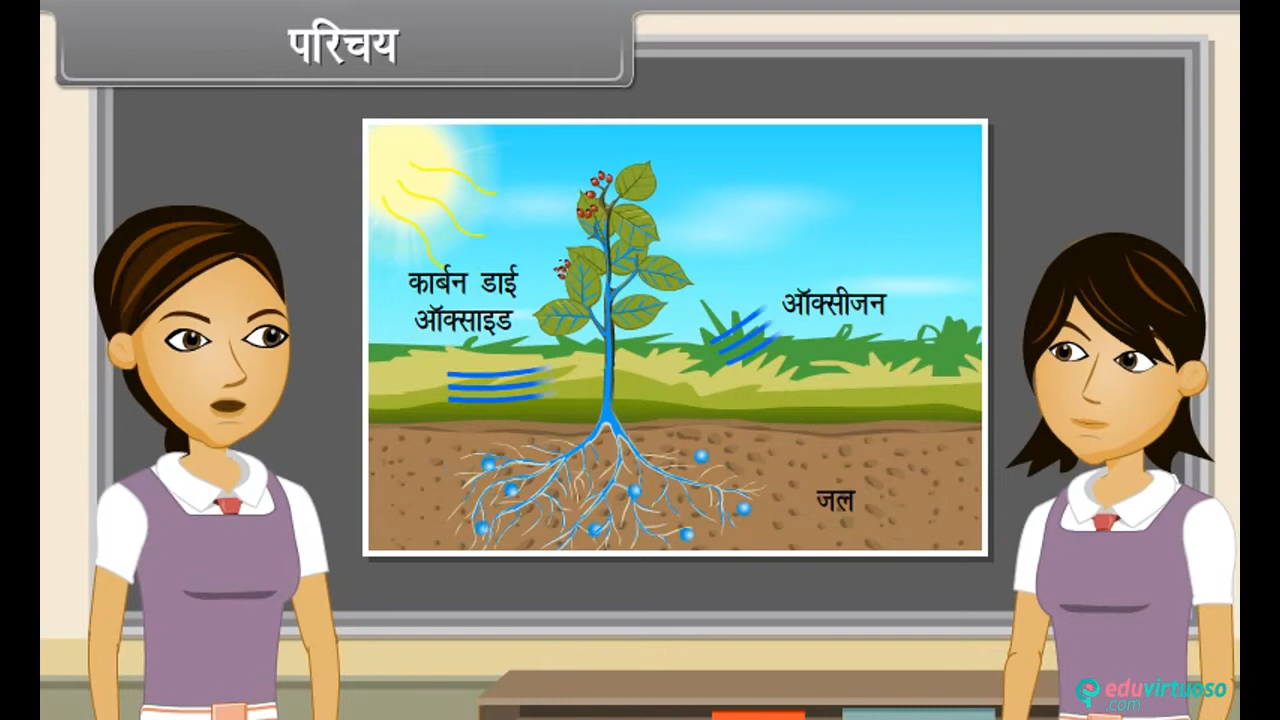 परिचय
कार्बन डाई
ऑक्साइड
ऑक्सीजन
जल
eduvirtuoso
.com